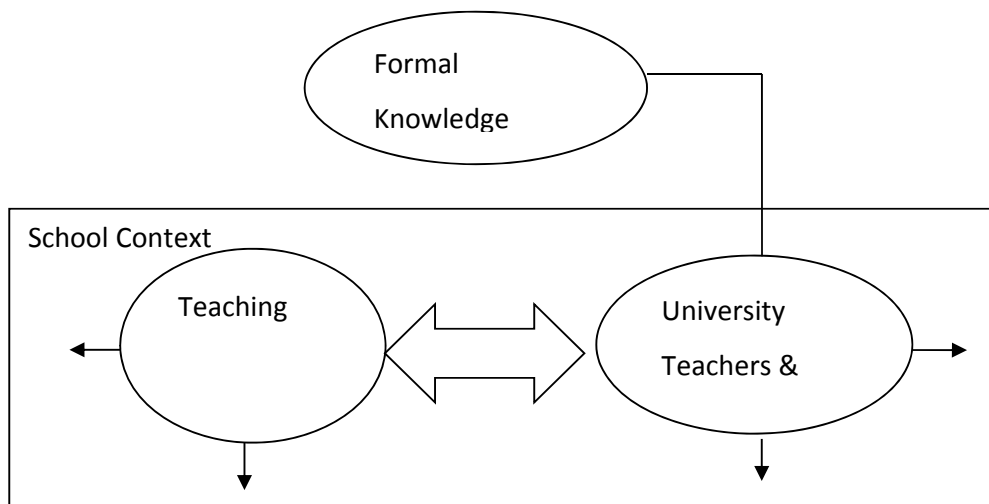 Formal
Knowledge
School Context
Teaching
University
Teachers &